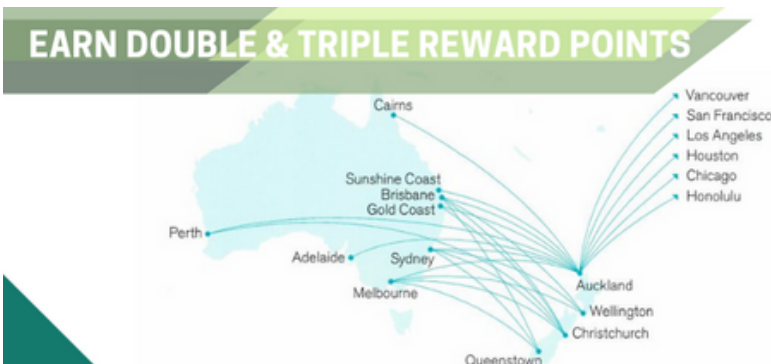 EARN DOUBLE & TRIPLE REWARD POINTS
Vancouver
Cairns
San Francisco
Los Angeles
Houston
Sunshine Coast
Chicago
Brisbane
Honolulu
Gold Coast
Perth
Adelaide
Sydney
Auckland
Melbourne
Wellington
Christchurch
Queenstown